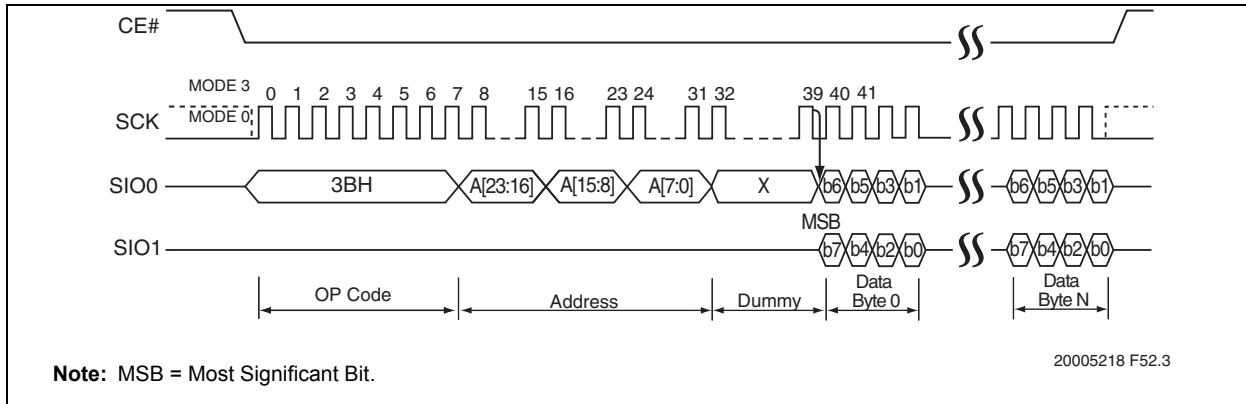 CE#
MODE 3
0 1 2 3 4 5 6 7 8 15 16 23 24 31 32 39 40 41
SCK
MODE 0
SIO0
3BH A[23:16] A[15:8] A[7:0] X b6 b5 b3 b1 b6 b5 b3 b1
MSB
SIO1
b7 b4 b2 b0 b7 b4 b2 b0
OP Code Address Dummy Data Byte 0 Data Byte N
Note: MSB = Most Significant Bit.
20005218 F52.3